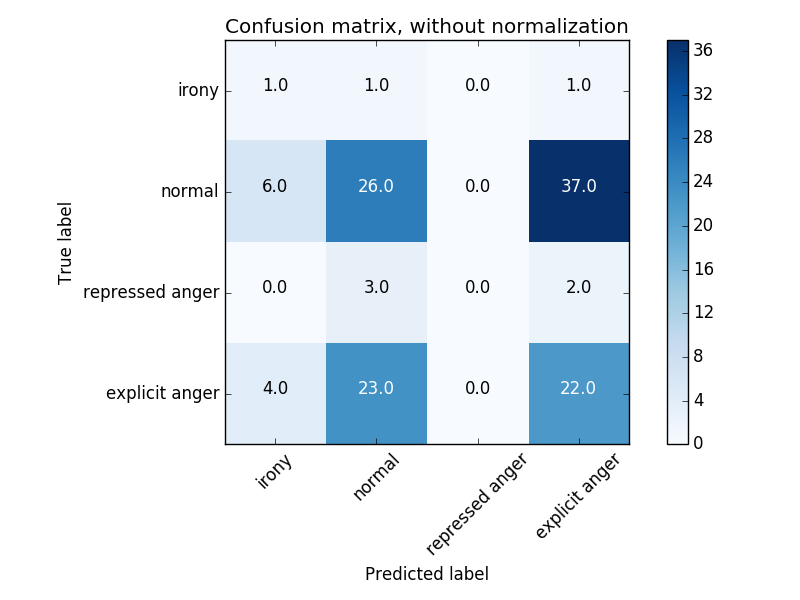 Confusion matrix, without normalization
irony 1.0 1.0 0.0 1.0
normal 6.0 26.0 0.0 37.0
repressed anger 0.0 3.0 0.0 2.0
explicit anger 4.0 23.0 0.0 22.0
irony normal repressed anger explicit anger
True label
Predicted label
36
32
28
24
20
16
12
8
4
0